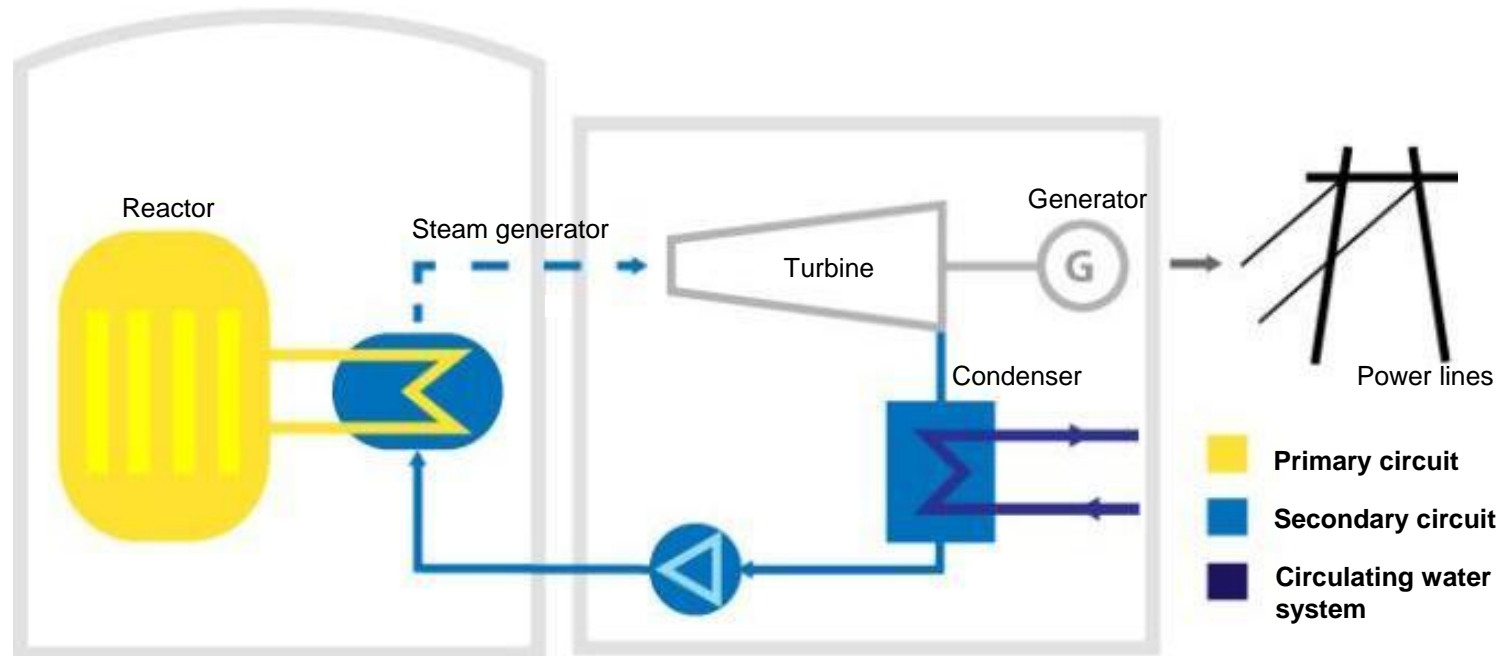 Reactor
Steam generator
Turbine
Generator
G
Condenser
Power lines
Primary circuit
Secondary circuit
Circulating water
system